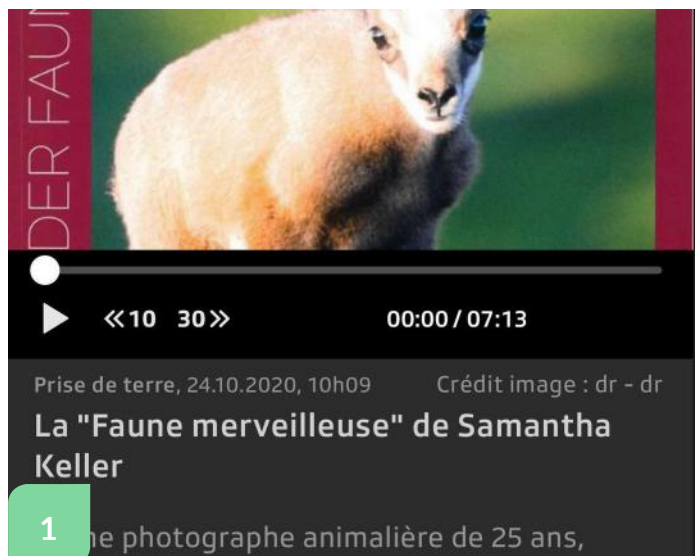 DER FAUN
«10 30» 00:00 / 07:13
Prise de terre, 24.10.2020, 10h09 Crédit image : dr - dr
La "Faune merveilleuse" de Samantha
Keller
1
photographe animalière de 25 ans,